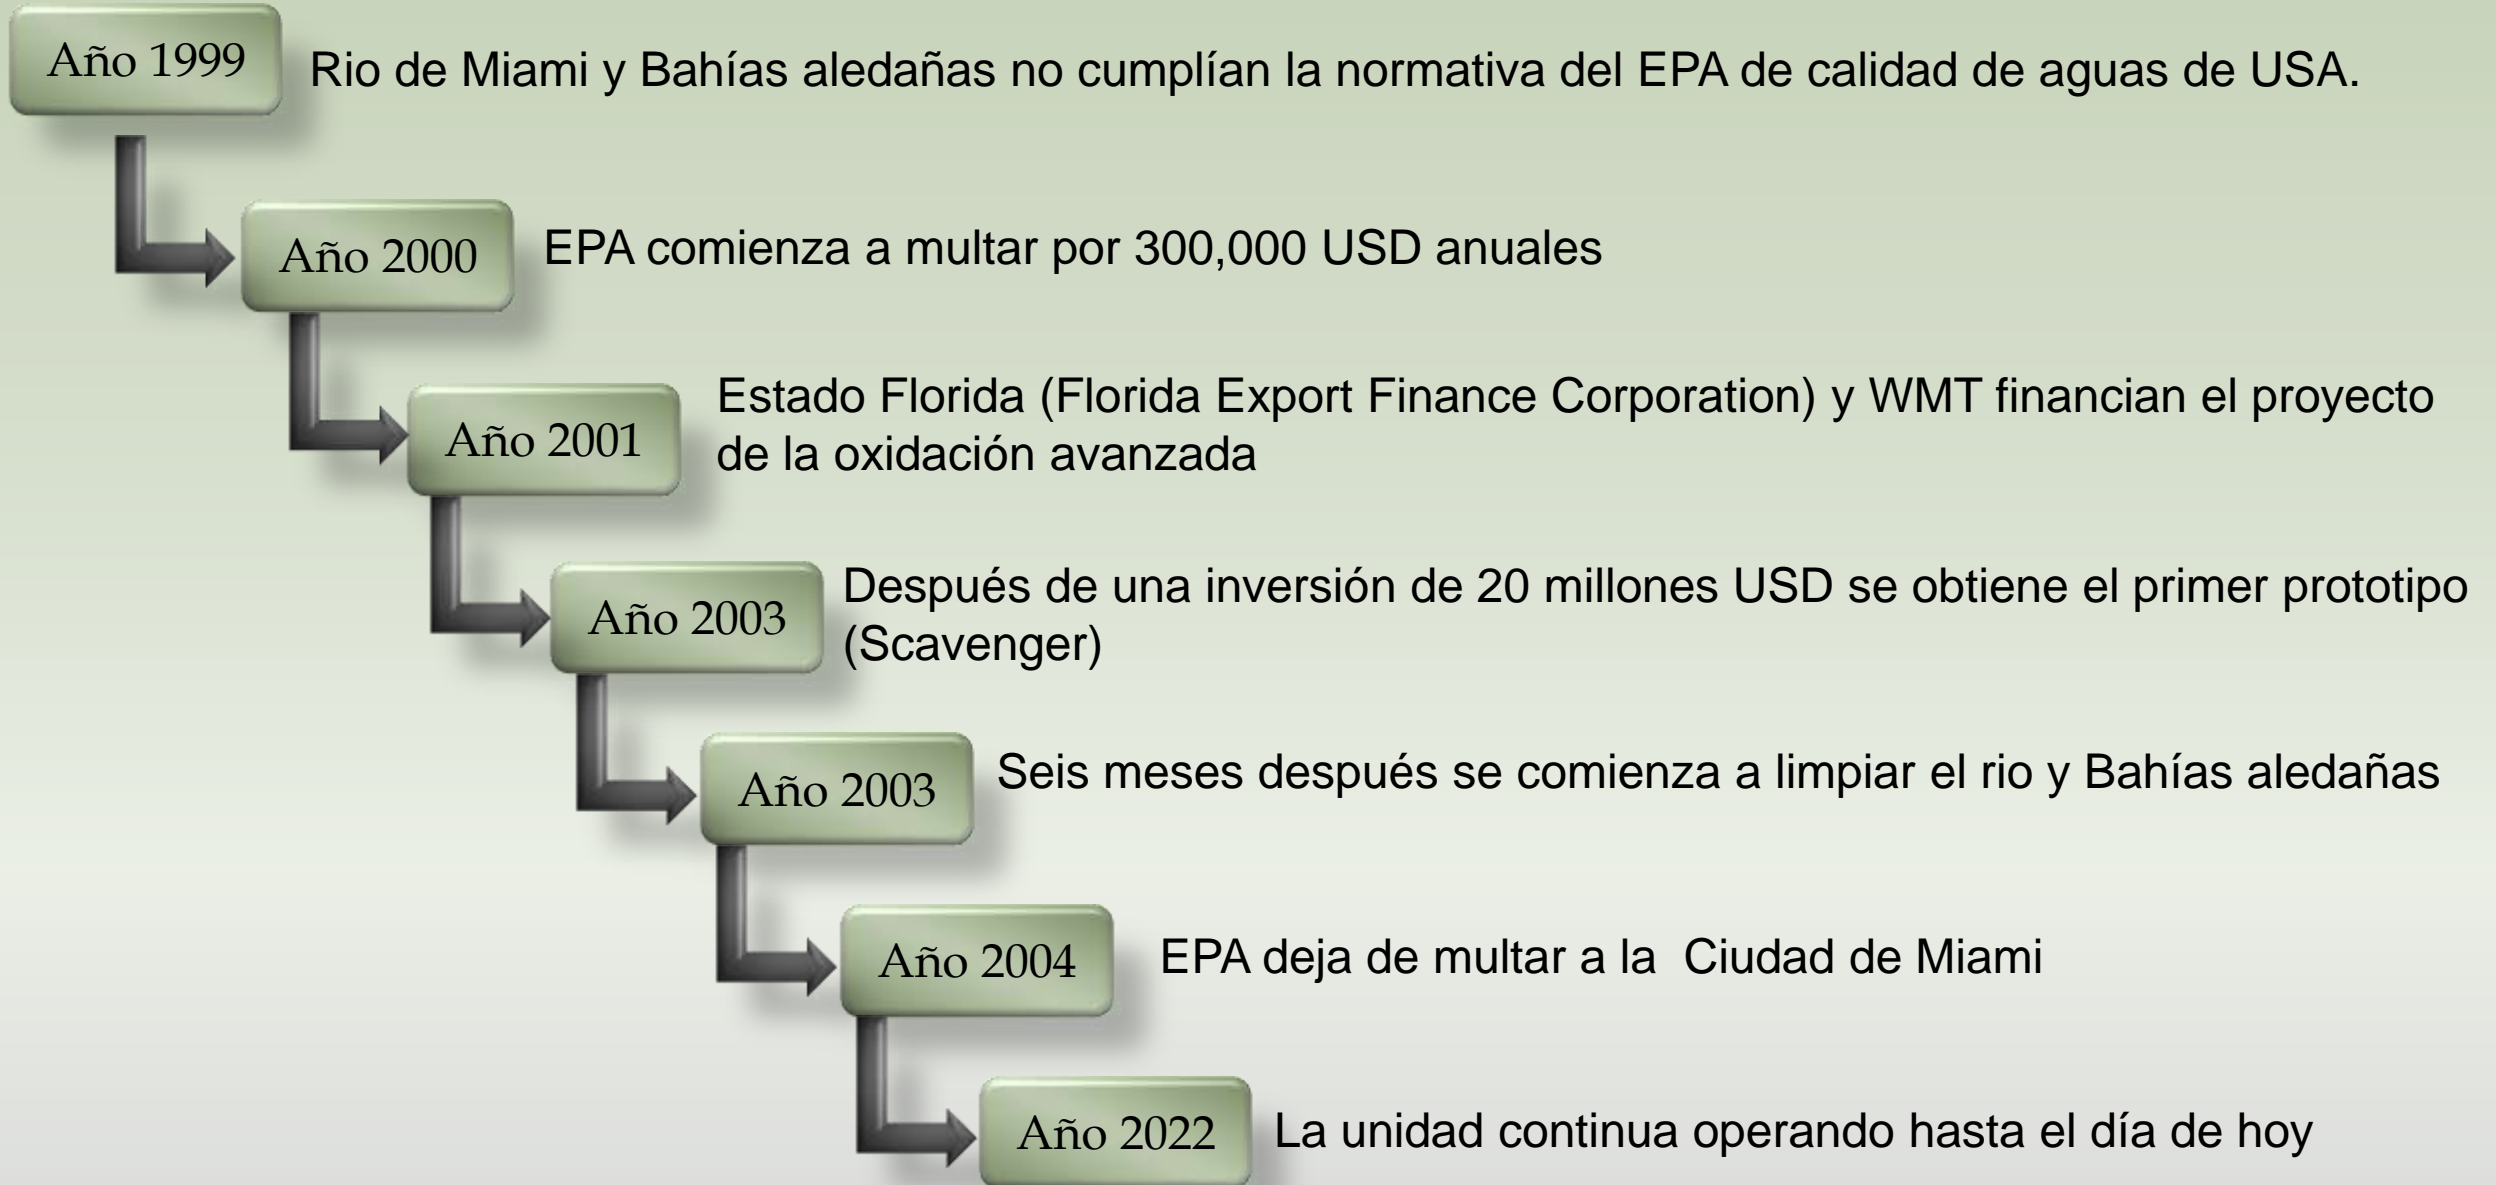 Año 1999
Rio de Miami y Bahías aledañas no cumplían la normativa del EPA de calidad de aguas de USA.
Año 2000
EPA comienza a multar por 300,000 USD anuales
Año 2001
Estado Florida (Florida Export Finance Corporation) y WMT financian el proyecto
de la oxidación avanzada
Año 2003
Después de una inversión de 20 millones USD se obtiene el primer prototipo
(Scavenger)
Año 2003
Seis meses después se comienza a limpiar el rio y Bahías aledañas
Año 2004
EPA deja de multar a la  Ciudad de Miami
Año 2022
La unidad continua operando hasta el día de hoy